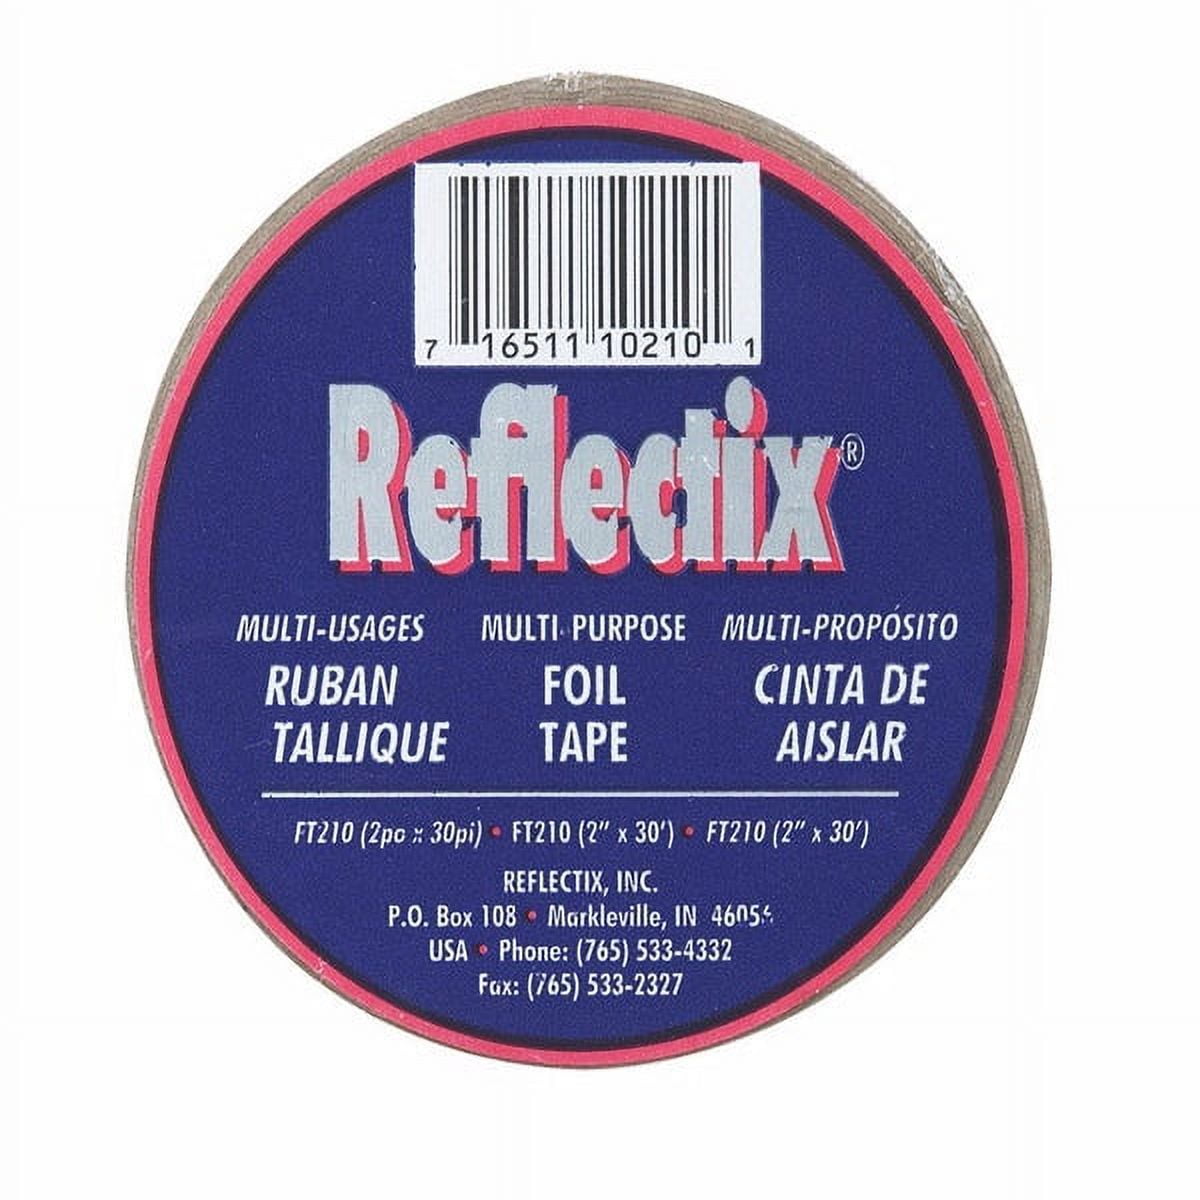 7 16511 10210 1
Reflectix®
MULTI-USAGES MULTI-PURPOSE MULTI-PROPÓSITO
RUBAN FOIL CINTA DE
TALLIQUE TAPE AISLAR
FT210 (2po x 30pi) • FT210 (2" x 30') • FT210 (2" x 30')
REFLECTIX, INC.
P.O. Box 108 • Markleville, IN
USA • Phone: (765) 533-4332
Fax: (765) 533-2327